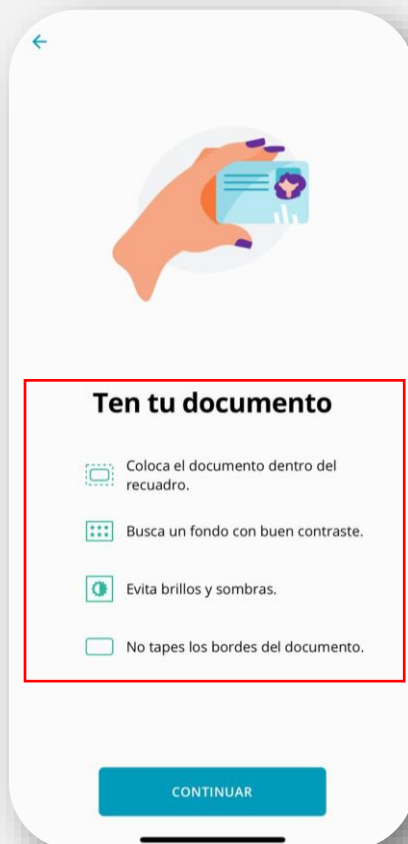 Ten tu documento
Coloca el documento dentro del
recuadro.
Busca un fondo con buen contraste.
Evita brillos y sombras.
No tapes los bordes del documento.
CONTINUAR